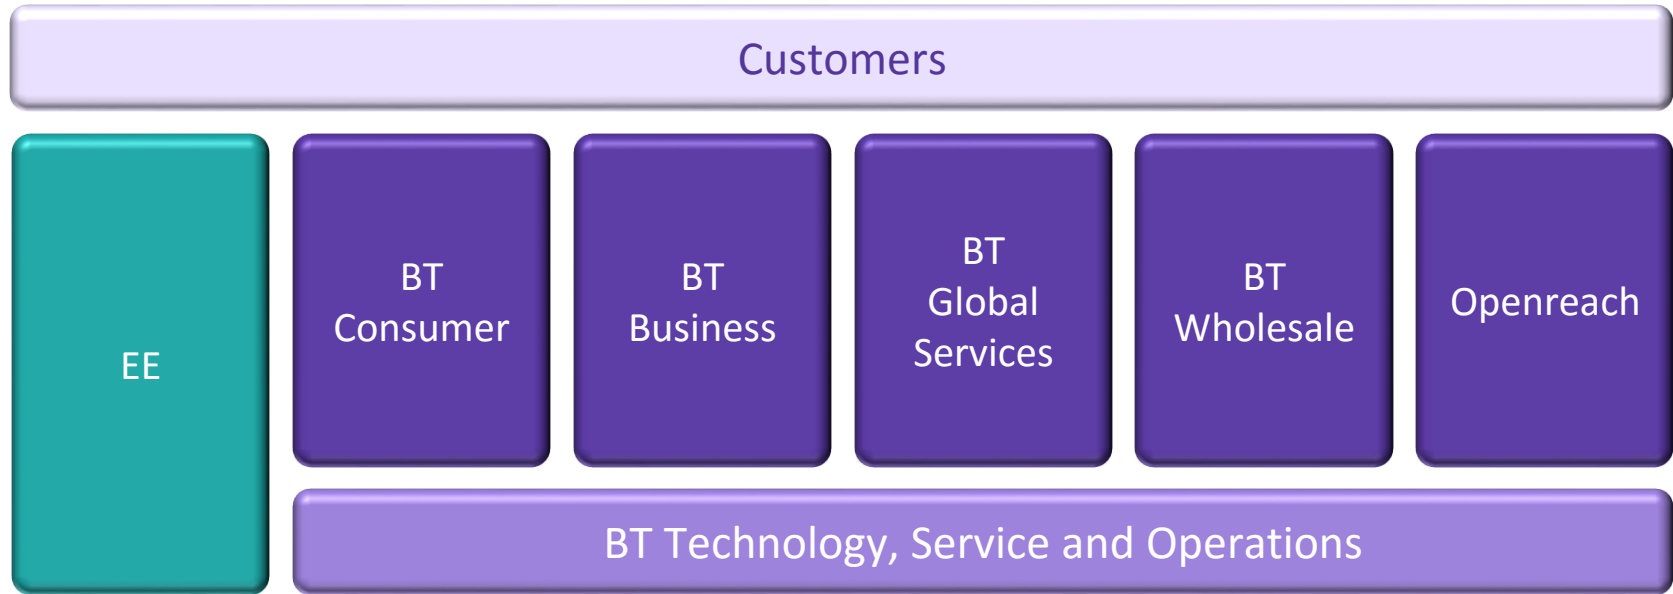 Customers
EE
BT
Consumer
BT
Business
BT
Global
Services
BT
Wholesale
Openreach
BT Technology, Service and Operations